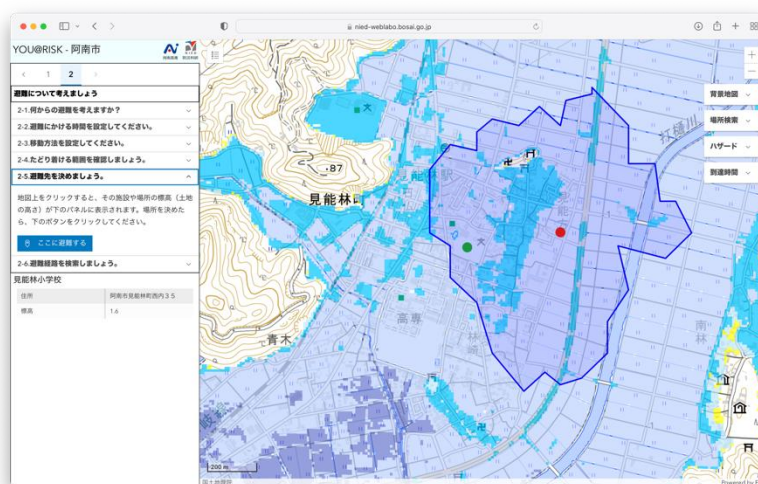 nied-weblabo.bosai.go.jp
YOU@RISK - 阿南市
1
2
避難について考えましょう
2-1.何からの避難を考えますか？
2-2.避難にかける時間を設定してください。
2-3.移動方法を設定してください。
2-4.たどり着ける範囲を確認しましょう。
2-5.避難先を決めましょう。
地図上をクリックすると、その施設や場所の標高（土地
の高さ）が下のパネルに表示されます。場所を決めた
ら、下のボタンをクリックしてください。
ここに避難する
2-6.避難経路を検索しましょう。
見能林小学校
住所 阿南市見能林町西内３５
標高 1.6
背景地図
場所検索
ハザード
到達時間
打樋川
・87
見能林町
文
文
高専
林崎
青木
南林
200 m
国土地理院